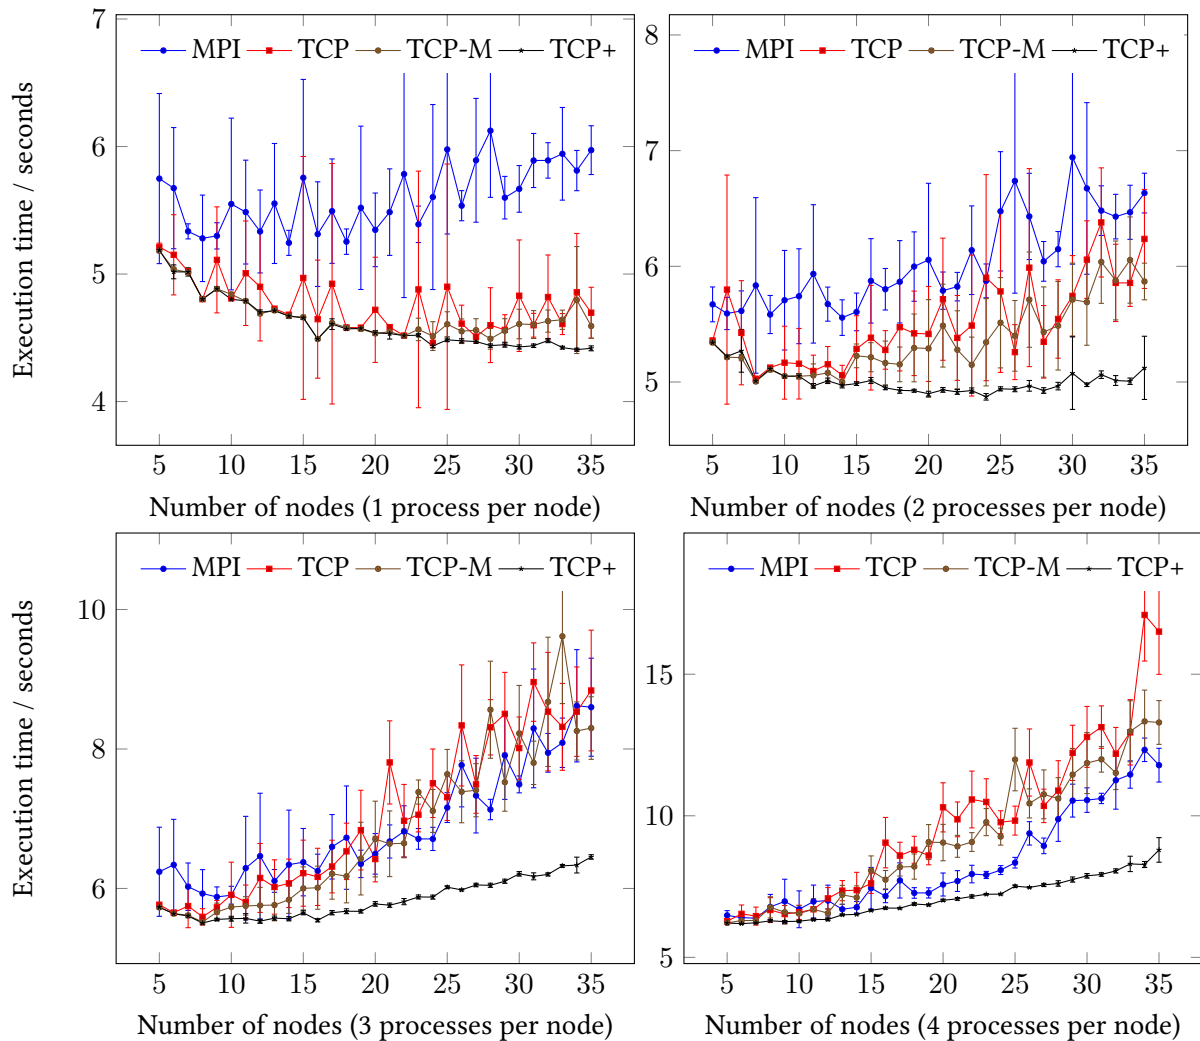 MPI TCP TCP-M TCP+
Execution time / seconds
7
6
5
4
5 10 15 20 25 30 35
Number of nodes (1 process per node)
MPI TCP TCP-M TCP+
8
7
6
5
5 10 15 20 25 30 35
Number of nodes (2 processes per node)
MPI TCP TCP-M TCP+
Execution time / seconds
10
8
6
5 10 15 20 25 30 35
Number of nodes (3 processes per node)
MPI TCP TCP-M TCP+
15
10
5
5 10 15 20 25 30 35
Number of nodes (4 processes per node)